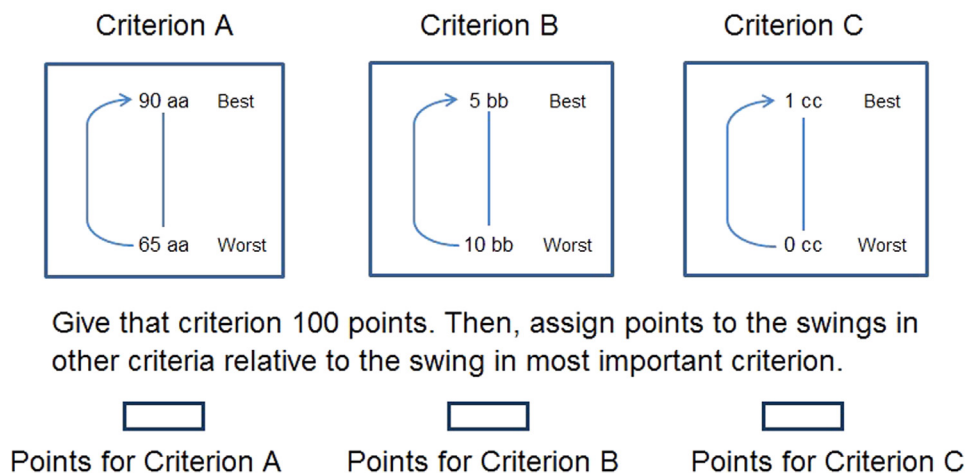 Criterion A Criterion B Criterion C
90 aa Best 5 bb Best 1 cc Best
65 aa Worst 10 bb Worst 0 cc Worst
Give that criterion 100 points. Then, assign points to the swings in
other criteria relative to the swing in most important criterion.
Points for Criterion A Points for Criterion B Points for Criterion C